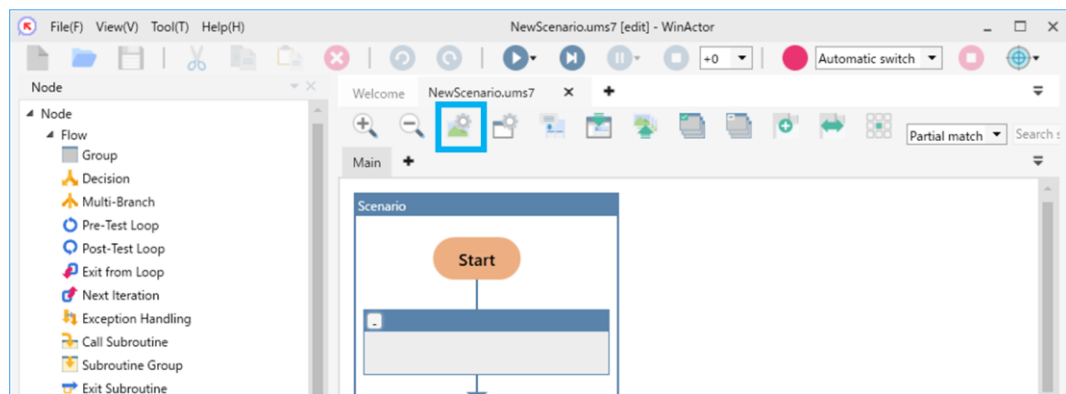 File(F) View(V) Tool(T) Help(H) NewScenario.ums7 [edit] - WinActor
+0 Automatic switch
Node
Welcome NewScenario.ums7
Node
Flow
Group
Decision
Multi-Branch
Pre-Test Loop
Post-Test Loop
Exit from Loop
Next Iteration
Exception Handling
Call Subroutine
Subroutine Group
Exit Subroutine
Partial match Search
Main
Scenario
Start